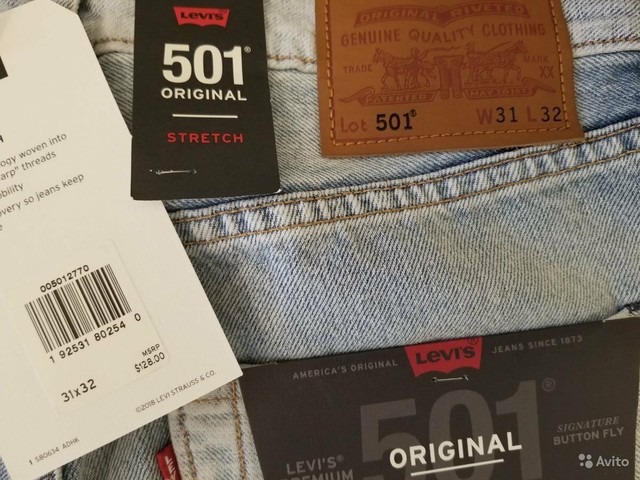 LEVI'S
501®
ORIGINAL
STRETCH
ORIGINAL RIVETED
GENUINE QUALITY CLOTHING
TRADE MARK
XX
PATENTED
Lot 501® W31 L32
ogy woven into
arp" threads
bility
very so jeans keep
e
005012770
1 92531 80254 0
31x32
MSRP
$128.00
©2018 LEVI STRAUSS & CO.
AMERICA'S ORIGINAL LEVI'S JEANS SINCE 1873
501®
LEVI'S®
PREMIUM
ORIGINAL
SIGNATURE
BUTTON FLY
Avito